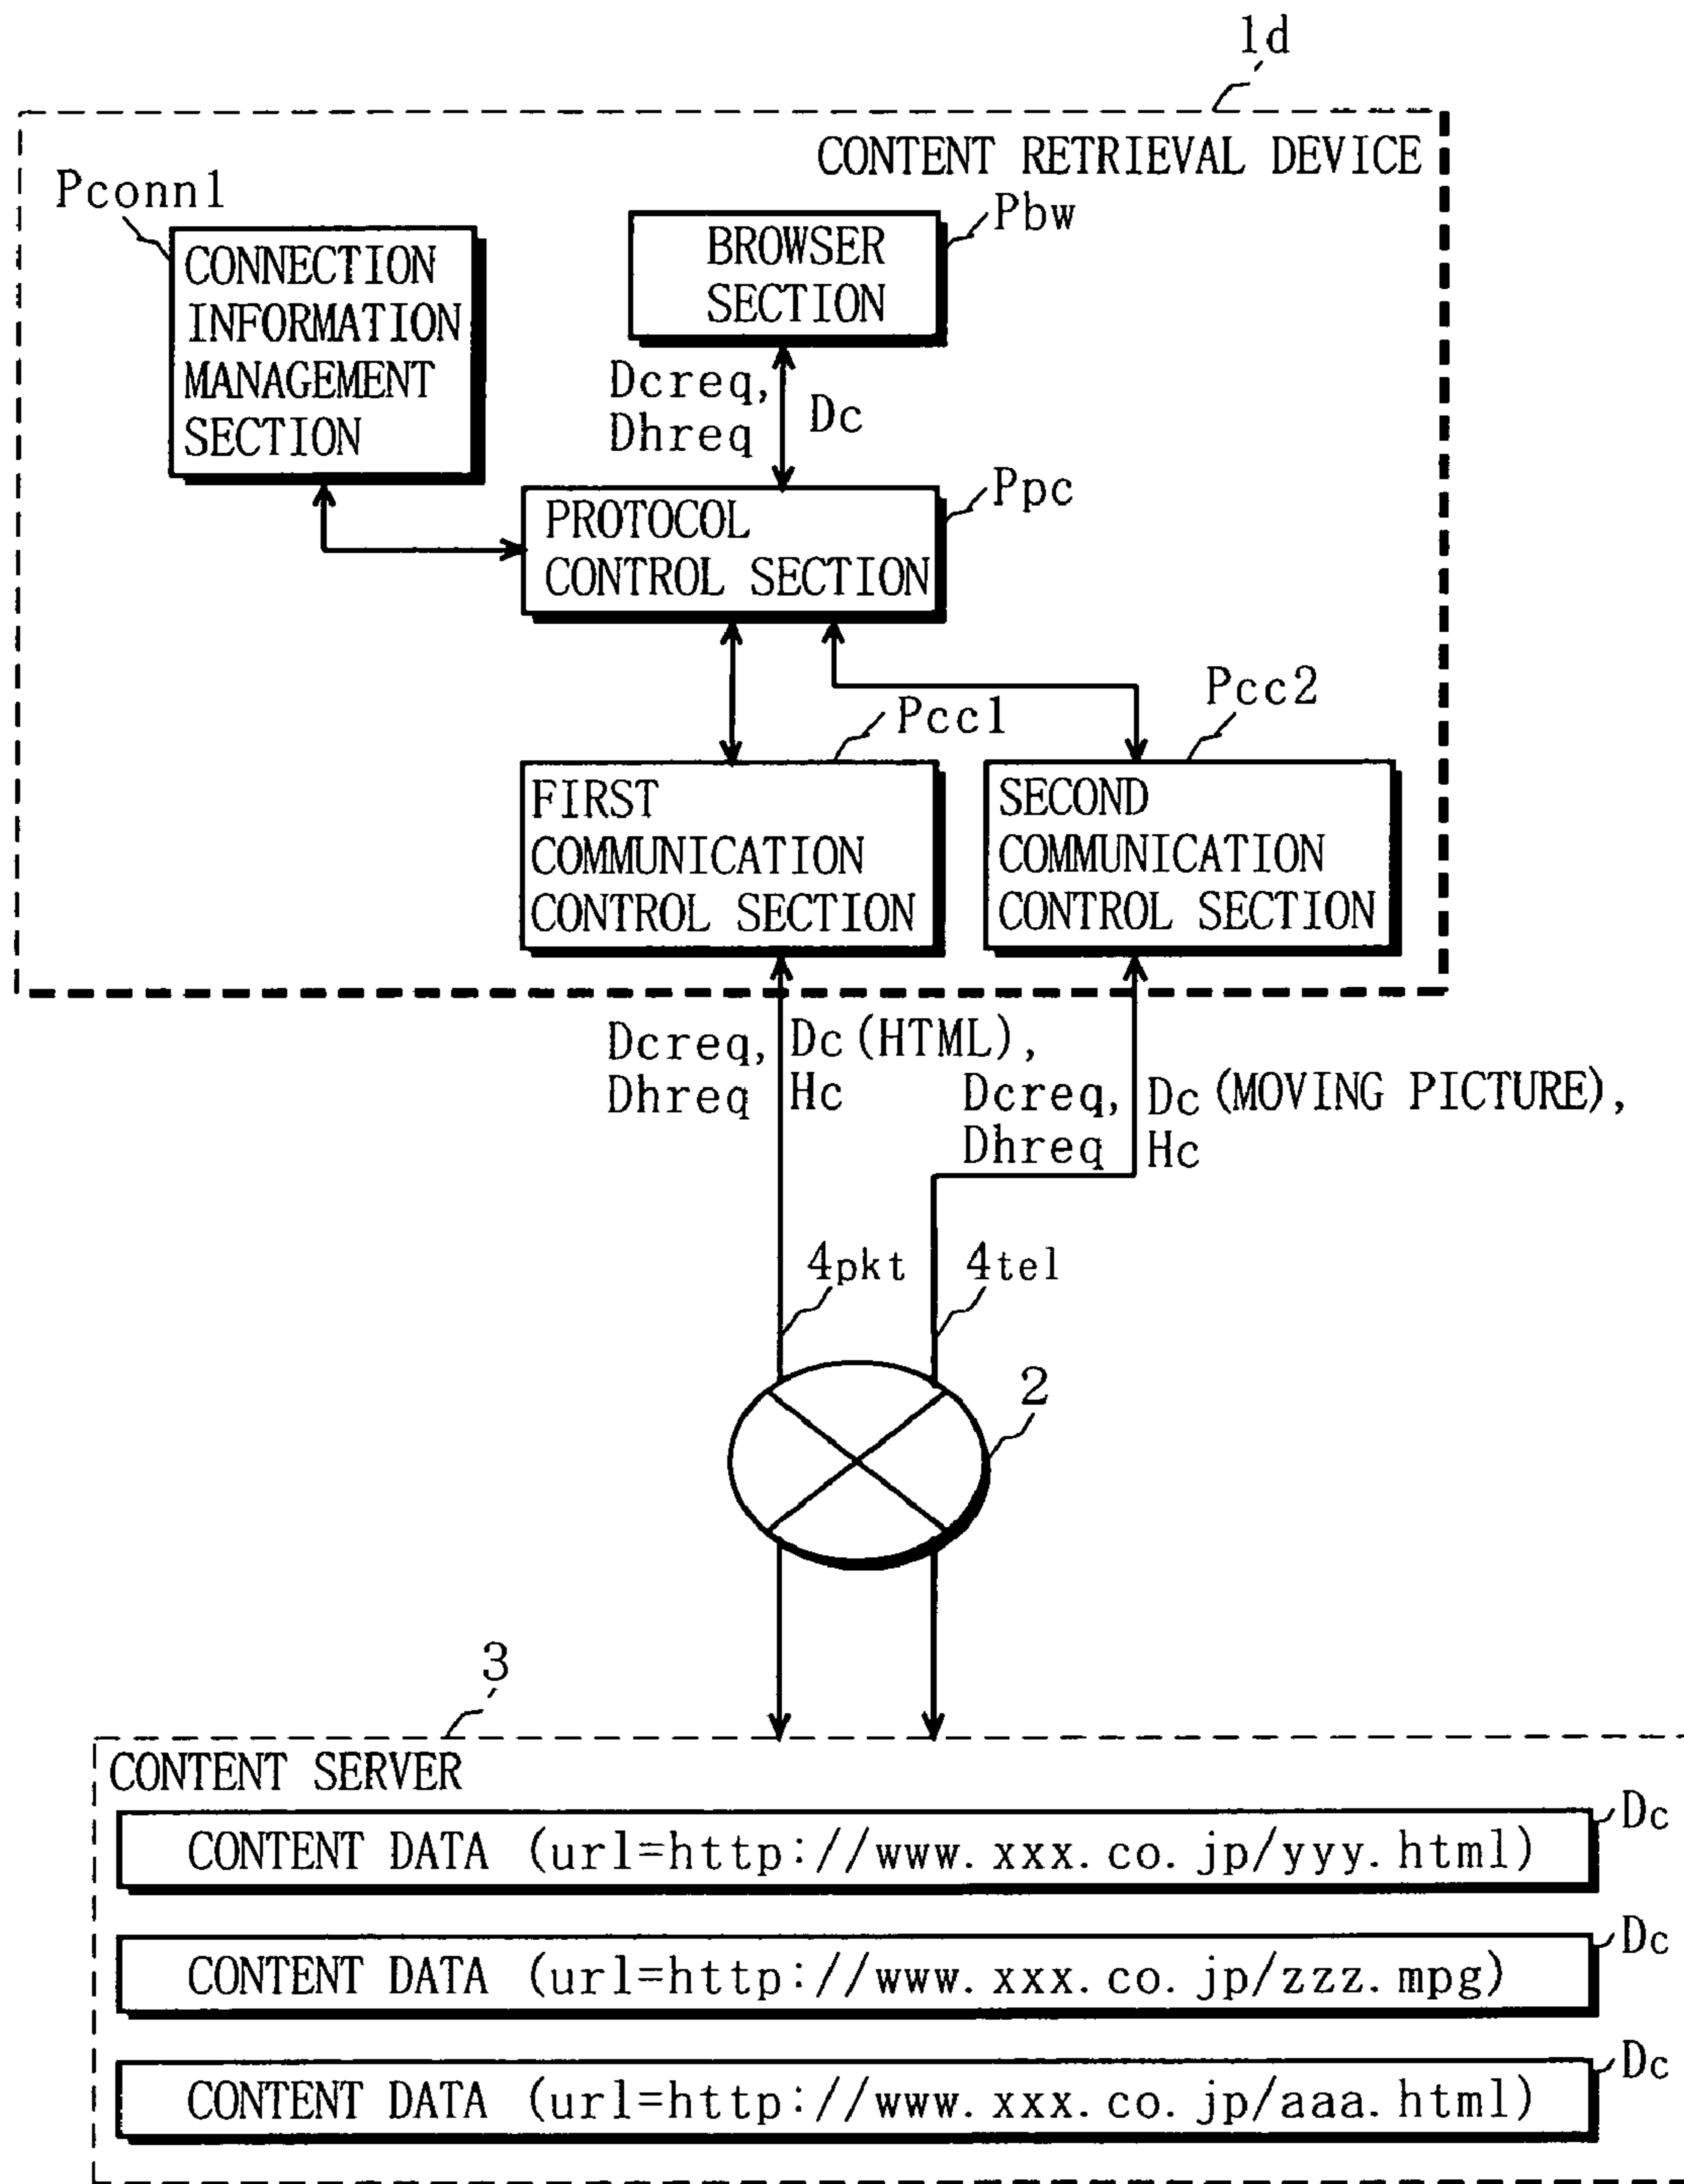 1d
CONTENT RETRIEVAL DEVICE
Pconn1
CONNECTION
INFORMATION
MANAGEMENT
SECTION
Pbw
BROWSER
SECTION
Dcreq,
Dhreq
Dc
Ppc
PROTOCOL
CONTROL SECTION
Pcc1
Pcc2
FIRST
COMMUNICATION
CONTROL SECTION
SECOND
COMMUNICATION
CONTROL SECTION
Dcreq,
Dhreq
Dc (HTML),
Hc
Dcreq,
Dhreq
Dc (MOVING PICTURE),
Hc
4pkt
4tel
2
3
CONTENT SERVER
Dc
CONTENT DATA (url=http://www.xxx.co.jp/yyy.html)
Dc
CONTENT DATA (url=http://www.xxx.co.jp/zzz.mpg)
Dc
CONTENT DATA (url=http://www.xxx.co.jp/aaa.html)